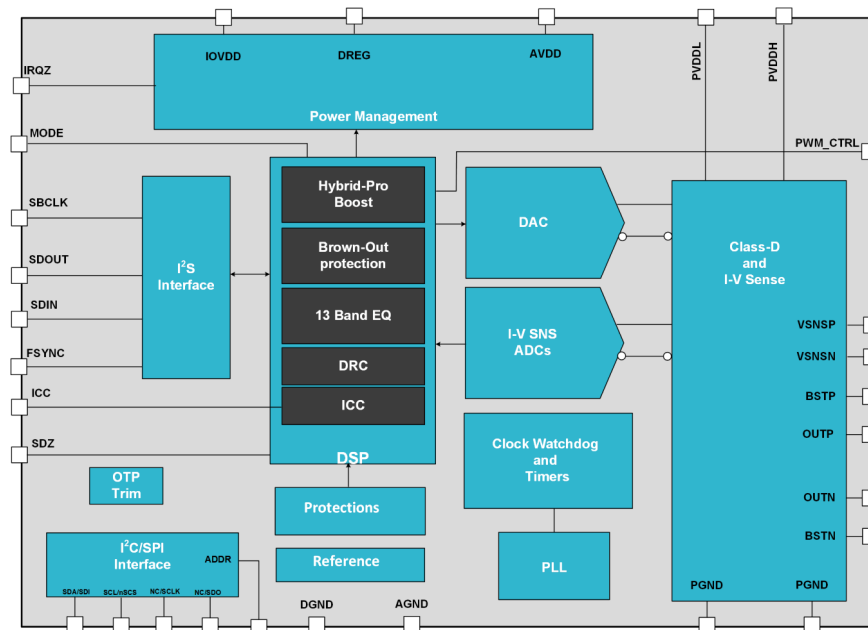 IOVDD
DREG
AVDD
Power Management
PVDDL
PVDDH
IRQZ
MODE
PWM_CTRL
SBCLK
SDOUT
SDIN
FSYNC
ICC
SDZ
I²S
Interface
Hybrid-Pro
Boost
Brown-Out
protection
13 Band EQ
DRC
ICC
DSP
DAC
I-V SNS
ADCs
Class-D
and
I-V Sense
VSNSP
VSNSN
BSTP
OUTP
OUTN
BSTN
PGND
PGND
Clock Watchdog
and
Timers
PLL
OTP
Trim
Protections
Reference
I²C/SPI
Interface
ADDR
SDA/SDI
SCL/nSCS
NC/SCLK
NC/SDO
DGND
AGND